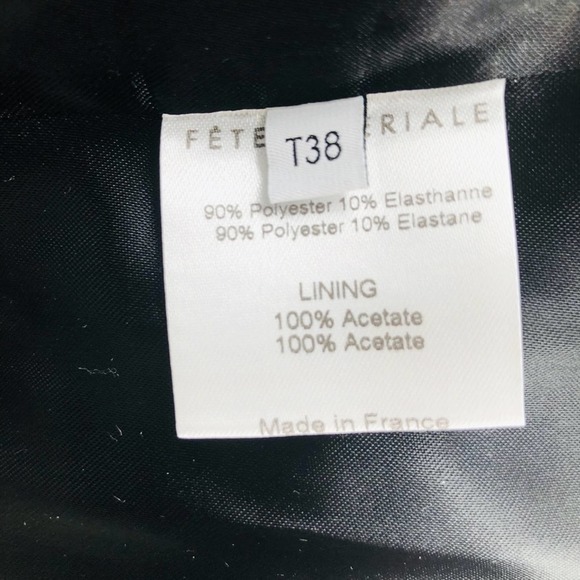 FÊTE ERIALE
T38
90% Polyester 10% Elasthanne
90% Polyester 10% Elastane
LINING
100% Acetate
100% Acetate
Made in France